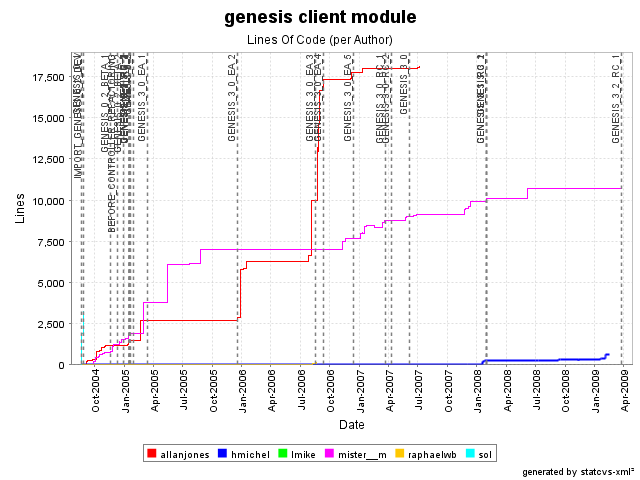 genesis client module
Lines Of Code (per Author)
Lines
17,500
15,000
12,500
10,000
7,500
5,000
2,500
0
GENESIS_3_0_EA_1
GENESIS_3_0_EA_2
GENESIS_3_0_EA_3
GENESIS_3_0_EA_4
GENESIS_3_0_EA_5
GENESIS_3_0
GENESIS_3_2_RC_1
Oct-2004
Jan-2005
Apr-2005
Jul-2005
Oct-2005
Jan-2006
Apr-2006
Jul-2006
Oct-2006
Jan-2007
Apr-2007
Jul-2007
Oct-2007
Jan-2008
Apr-2008
Jul-2008
Oct-2008
Jan-2009
Apr-2009
Date
allanjones hmichel lmike mister__m raphaelwb sol
generated by statcvs-xml²